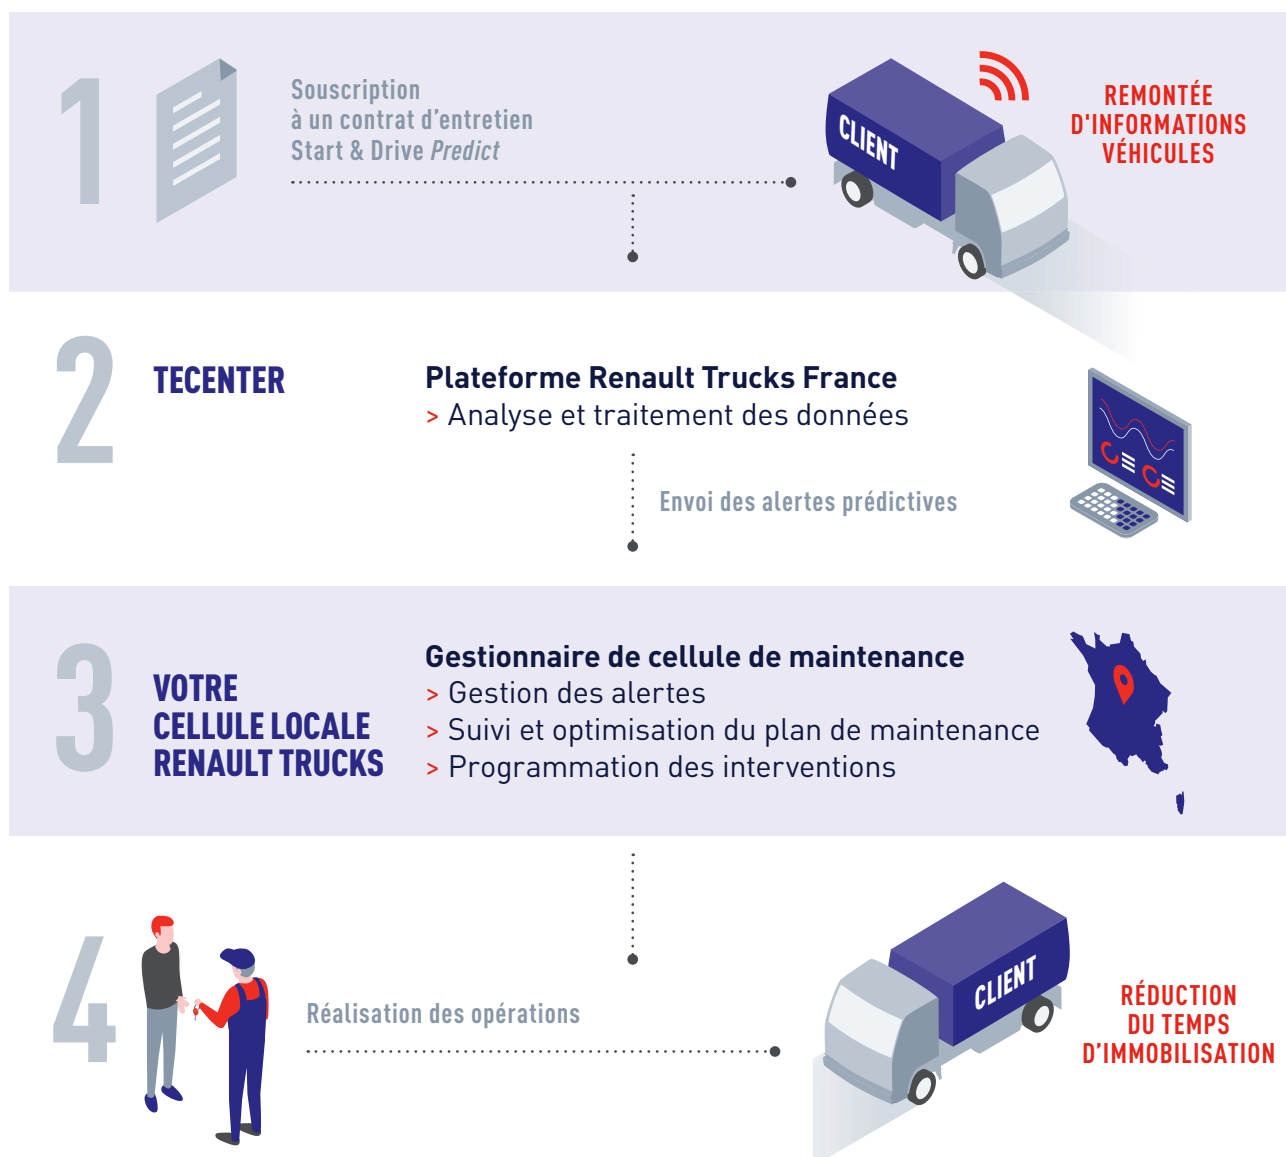 1
Souscription
à un contrat d'entretien
Start & Drive Predict
CLIENT
REMONTÉE
D'INFORMATIONS
VÉHICULES
2
TECENTER
Plateforme Renault Trucks France
> Analyse et traitement des données
Envoi des alertes prédictives
3
VOTRE
CELLULE LOCALE
RENAULT TRUCKS
Gestionnaire de cellule de maintenance
> Gestion des alertes
> Suivi et optimisation du plan de maintenance
> Programmation des interventions
4
Réalisation des opérations
CLIENT
RÉDUCTION
DU TEMPS
D'IMMOBILISATION